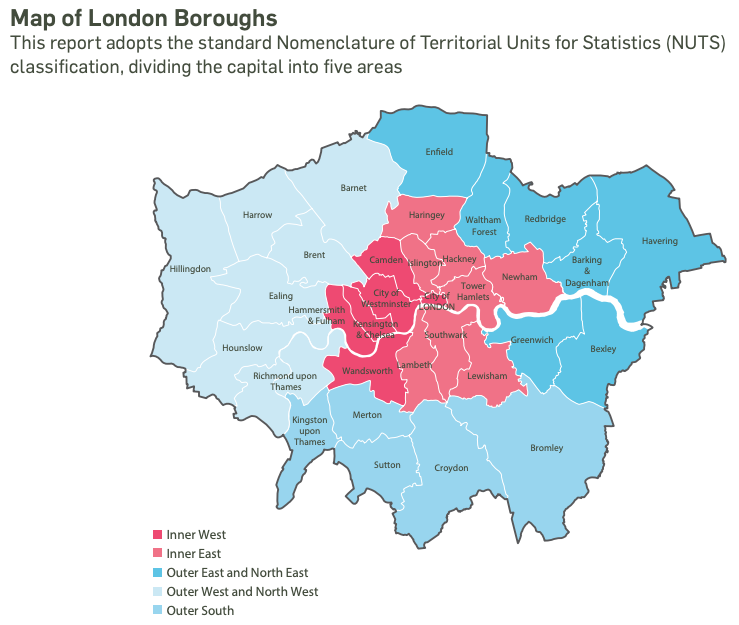 Map of London Boroughs
This report adopts the standard Nomenclature of Territorial Units for Statistics (NUTS)
classification, dividing the capital into five areas
Enfield
Barnet
Harrow
Haringey
Waltham
Forest
Redbridge
Havering
Brent
Camden
Islington
Hackney
Barking
&
Dagenham
Hillingdon
Newham
Ealing
City of
Westminster
City of
LONDON
Tower
Hamlets
Hammersmith
& Fulham
Kensington
& Chelsea
Southwark
Greenwich
Hounslow
Bexley
Richmond upon
Thames
Wandsworth
Lambeth
Lewisham
Kingston
upon
Thames
Merton
Bromley
Sutton
Croydon
Inner West
Inner East
Outer East and North East
Outer West and North West
Outer South